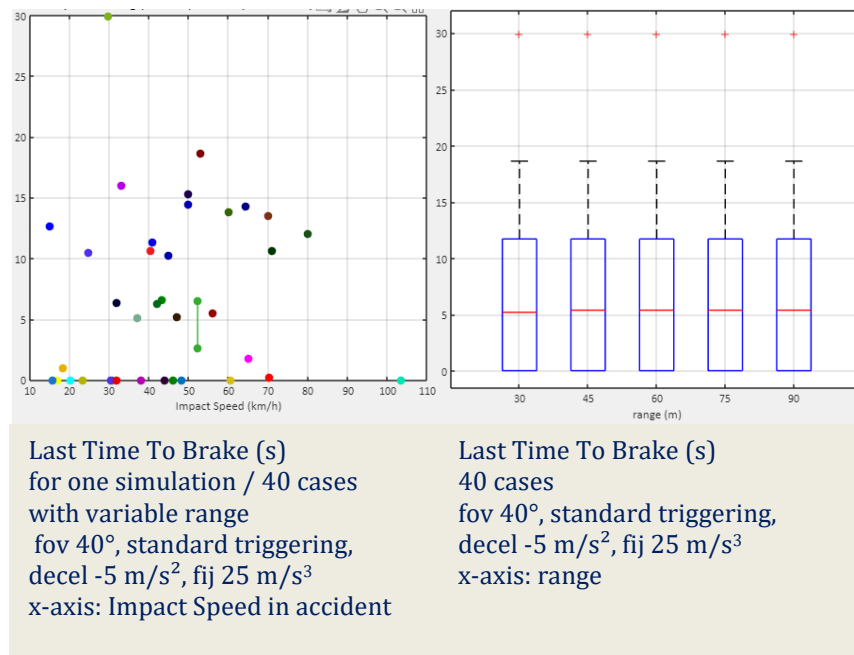 30
25
20
15
10
5
0
10 20 30 40 50 60 70 80 90 100 110
Impact Speed (km/h)
30
25
20
15
10
5
0
30 45 60 75 90
range (m)
Last Time To Brake (s)
for one simulation / 40 cases
with variable range
fov 40°, standard triggering,
decel -5 m/s², fij 25 m/s³
x-axis: Impact Speed in accident
Last Time To Brake (s)
40 cases
fov 40°, standard triggering,
decel -5 m/s², fij 25 m/s³
x-axis: range